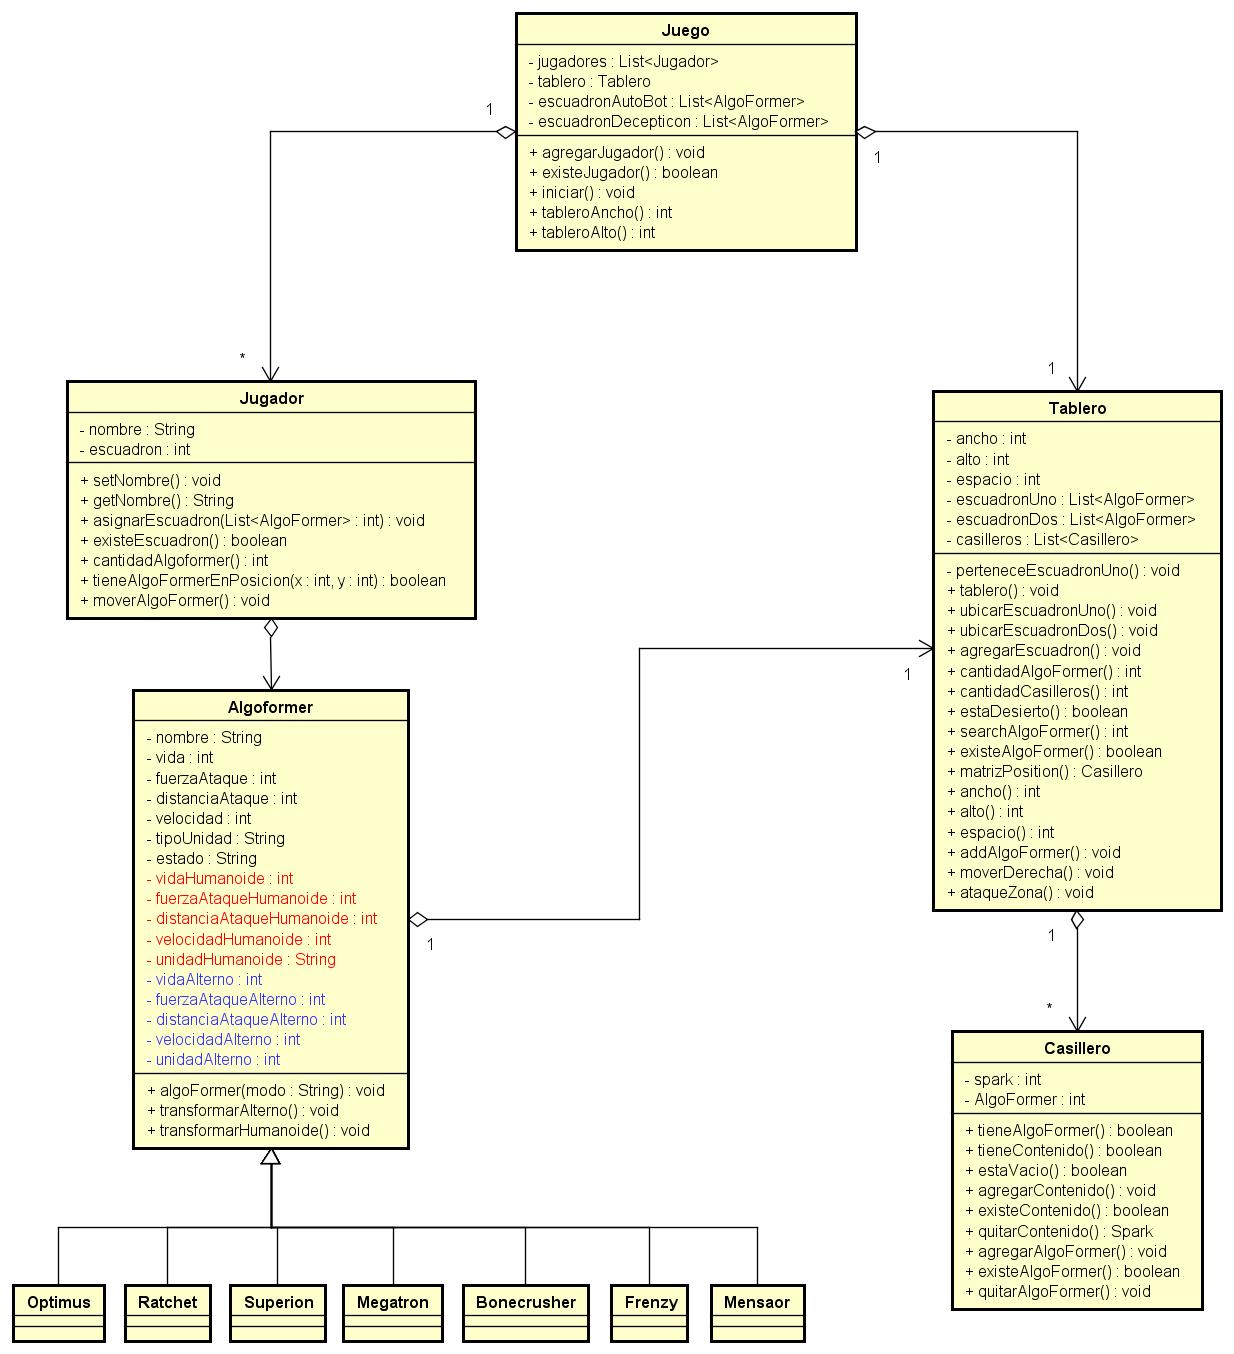 Juego
- jugadores : List<Jugador>
- tablero : Tablero
- escuadronAutoBot : List<AlgoFormer>
- escuadronDecepticon : List<AlgoFormer>
+ agregarJugador() : void
+ existeJugador() : boolean
+ iniciar() : void
+ tableroAncho() : int
+ tableroAlto() : int
1
1
*
1
Jugador
- nombre : String
- escuadron : int
+ setNombre() : void
+ getNombre() : String
+ asignarEscuadron(List<AlgoFormer> : int) : void
+ existeEscuadron() : boolean
+ cantidadAlgoformer() : int
+ tieneAlgoFormerEnPosicion(x : int, y : int) : boolean
+ moverAlgoFormer() : void
Tablero
- ancho : int
- alto : int
- espacio : int
- escuadronUno : List<AlgoFormer>
- escuadronDos : List<AlgoFormer>
- casilleros : List<Casillero>
- perteneceEscuadronUno() : void
+ tablero() : void
+ ubicarEscuadronUno() : void
+ ubicarEscuadronDos() : void
+ agregarEscuadron() : void
+ cantidadAlgoFormer() : int
+ cantidadCasilleros() : int
+ estaDesierto() : boolean
+ searchAlgoFormer() : int
+ existeAlgoFormer() : boolean
+ matrizPosition() : Casillero
+ ancho() : int
+ alto() : int
+ espacio() : int
+ addAlgoFormer() : void
+ moverDerecha() : void
+ ataqueZona() : void
1
Algoformer
- nombre : String
- vida : int
- fuerzaAtaque : int
- distanciaAtaque : int
- velocidad : int
- tipoUnidad : String
- estado : String
- vidaHumanoide : int
- fuerzaAtaqueHumanoide : int
- distanciaAtaqueHumanoide : int
- velocidadHumanoide : int
- unidadHumanoide : String
- vidaAlterno : int
- fuerzaAtaqueAlterno : int
- distanciaAtaqueAlterno : int
- velocidadAlterno : int
- unidadAlterno : int
+ algoFormer(modo : String) : void
+ transformarAlterno() : void
+ transformarHumanoide() : void
1
1
*
Casillero
- spark : int
- AlgoFormer : int
+ tieneAlgoFormer() : boolean
+ tieneContenido() : boolean
+ estaVacio() : boolean
+ agregarContenido() : void
+ existeContenido() : boolean
+ quitarContenido() : Spark
+ agregarAlgoFormer() : void
+ existeAlgoFormer() : boolean
+ quitarAlgoFormer() : void
Optimus
Ratchet
Superion
Megatron
Bonecrusher
Frenzy
Mensaor